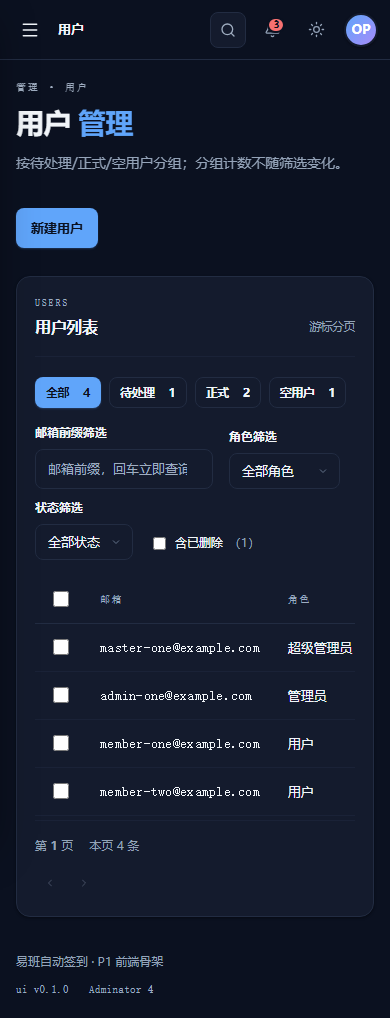 用户
3
OP
管理 • 用户
用户 管理
按待处理/正式/空用户分组；分组计数不随筛选变化。
新建用户
USERS
用户列表
游标分页
全部 4 待处理 1 正式 2 空用户 1
邮箱前缀筛选
角色筛选
邮箱前缀，回车立即查询
全部角色
状态筛选
全部状态
含已删除 (1)
邮箱 角色
master-one@example.com 超级管理员
admin-one@example.com 管理员
member-one@example.com 用户
member-two@example.com 用户
第 1 页 本页 4 条
‹ ›
易班自动签到 · P1 前端骨架
ui v0.1.0 Adminator 4